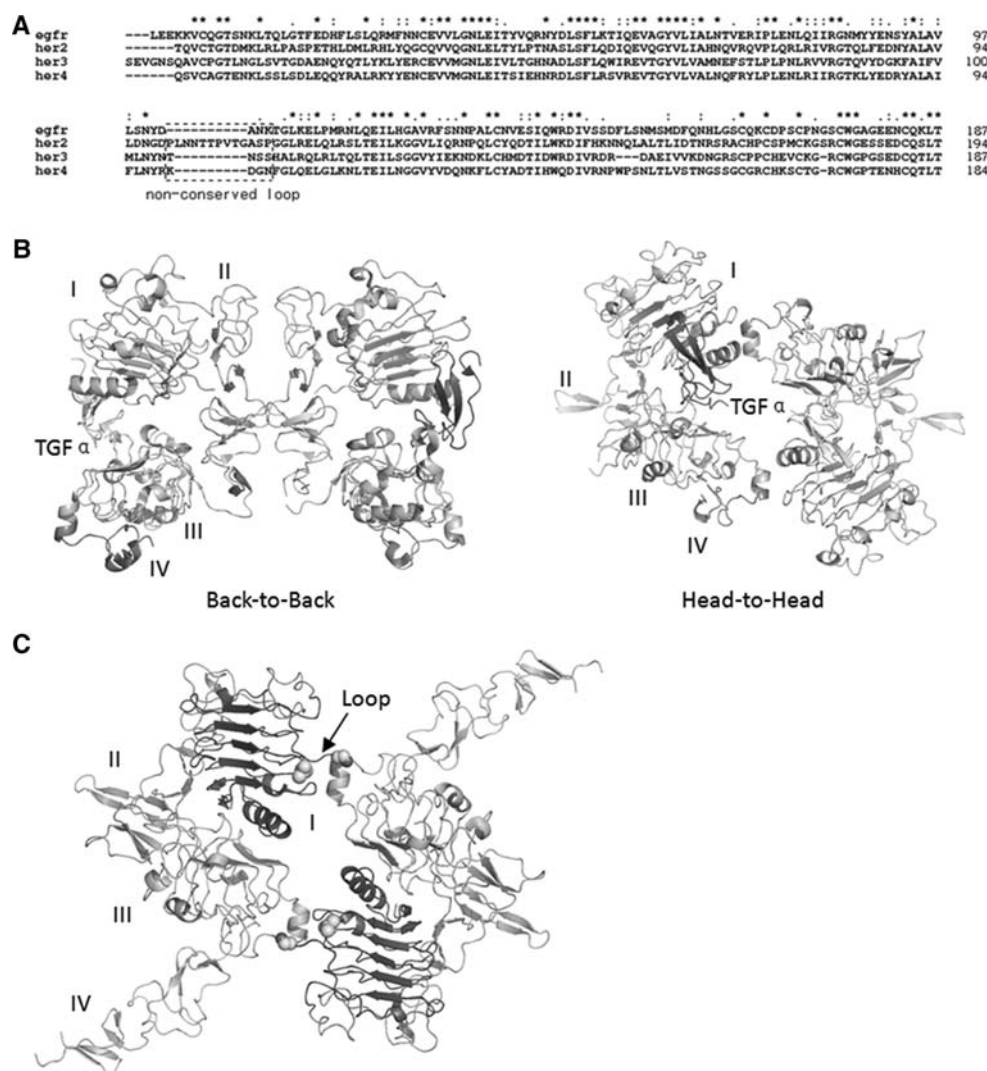 A
egfr ---LEEKKVCQGTSNKLTQLGTFEDHFLSLQRMFNNCEVVLGNLEITYVQRNYDLSFLKTIQEVAGYVLIALNTVERIPLENLQIIRGNMYYENSYALAV 97
her2 ------TQVCTGTDMKLRLPASPETHLDMLRHLYQGCQVVQGNLELTYLPTNASLSFLQDIQEVQGYVLIAHNQVRQVPLQRLRIVRGTQLFEDNYALAV 94
her3 SEVGNSQAVCPGTLNGLSVTGDAENQYQTLYKLYERCEVVMGNLEIVLTGHNADLSFLQWIREVTGYVLVAMNEFSTLPLPNLRVVRGTQVYDGKFAIFV 100
her4 ------QSVCAGTENKLSSLSDLEQQYRALRKYYENCEVVMGNLEITSIEHNRDLSFLRSVREVTGYVLVALNQFRYLPLENLRIIRGTKLYEDRYALAI 94
egfr LSNYD----------ANKTGLKELPMRNLQEILHGAVRFSNNPALCNVESIQWRDIVSSDFLSNMSMDFQNHLGSCQKCDPSCPNGSCWGAGEENCQKLT 187
her2 LDNGDPLNNTTPVTGASPGGLRELQLRSLTEILKGGVLIQRNPQLCYQDTILWKDIFHKNNQLALTLIDTNRSRACHPCSPMCKGSRCWGESSEDCQSLT 194
her3 MLNYNT---------NSSHALRQLRLTQLTEILSGGVYIEKNDKLCHMDTIDWRDIVRDR---DAEIVVKDNGRSCPPCHEVCKG-RCWGPGSEDCQTLT 187
her4 FLNYRK---------DGNFGLQELGLKNLTEILNGGVYVDQNKFLCYADTIHWQDIVRNPWPSNLTLVSTNGSSGCGRCHKSCTG-RCWGPTENHCQTLT 184
non-conserved loop
B
I
II
TGF α
III
IV
Back-to-Back
I
II
TGF α
III
IV
Head-to-Head
C
Loop
II
I
III
IV